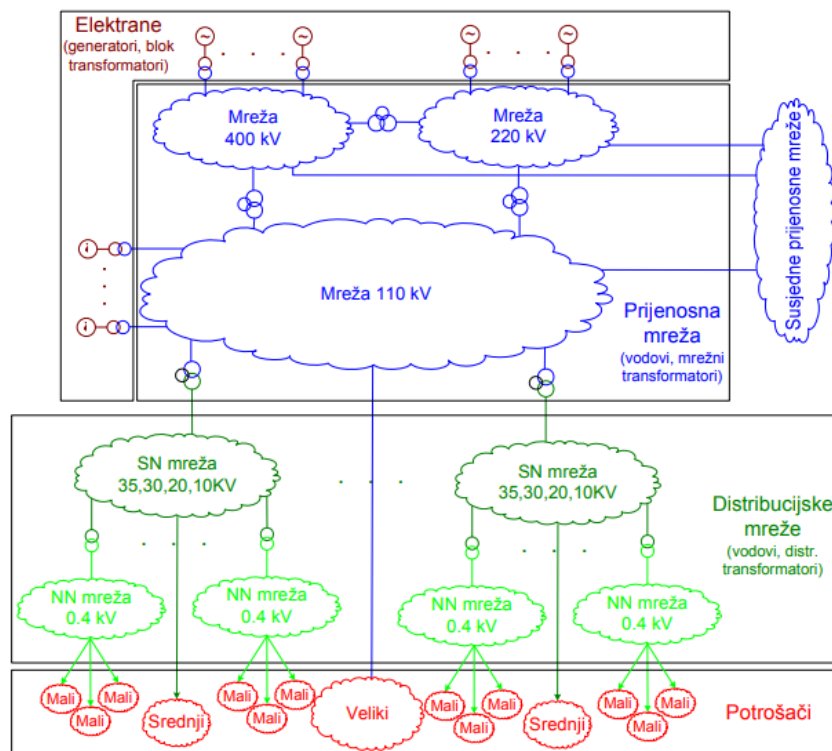 Elektrane
(generatori, blok
transformatori)
Mreža
400 kV
Mreža
220 kV
Susjedne prijenosne mreže
Mreža 110 kV
Prijenosna
mreža
(vodovi, mrežni
transformatori)
SN mreža
35,30,20,10KV
SN mreža
35,30,20,10KV
Distribucijske
mreže
(vodovi, distr.
transformatori)
NN mreža
0.4 kV
NN mreža
0.4 kV
NN mreža
0.4 kV
NN mreža
0.4 kV
Mali
Mali
Mali
Srednji
Mali
Mali
Mali
Veliki
Mali
Mali
Mali
Srednji
Mali
Mali
Mali
Potrošači